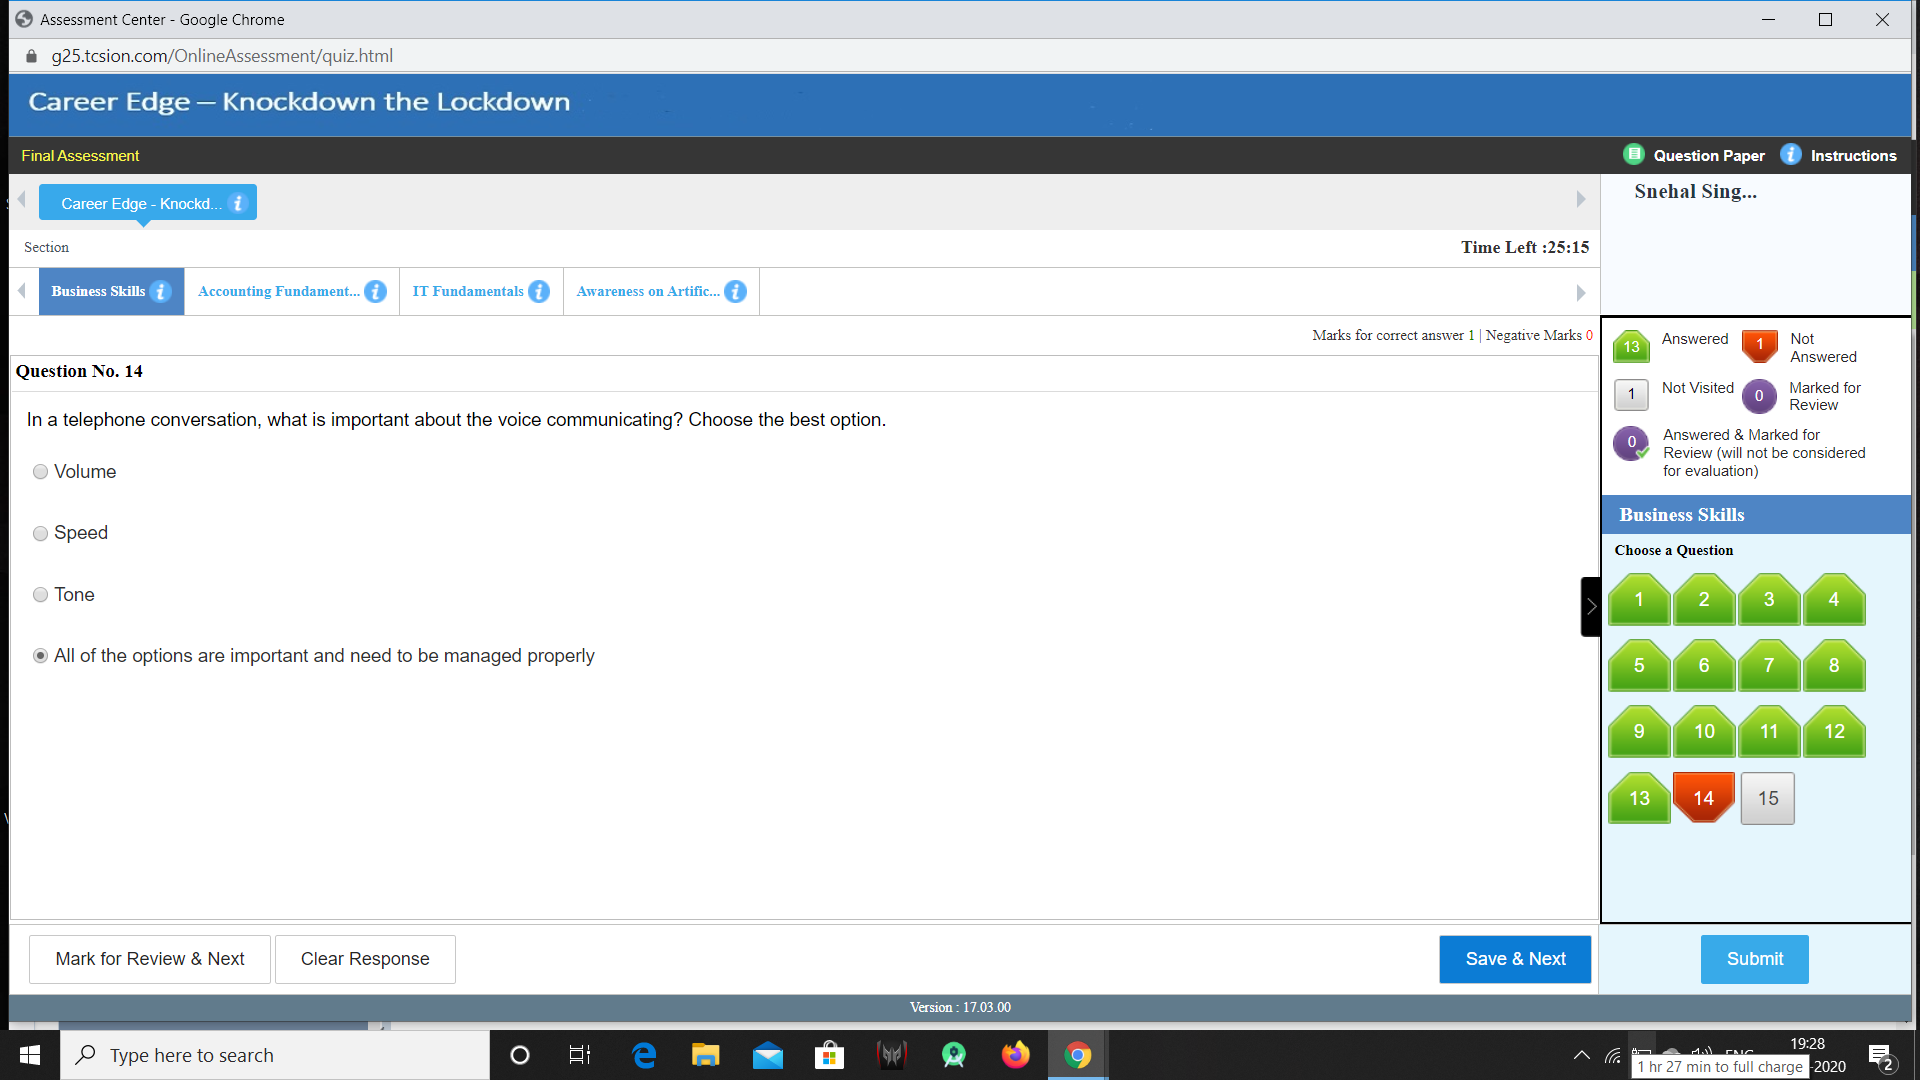 Assessment Center - Google Chrome
g25.tcsion.com/OnlineAssessment/quiz.html
Career Edge – Knockdown the Lockdown
Final Assessment
Question Paper
Instructions
Career Edge - Knockd...
Snehal Sing...
Section
Time Left :25:15
Business Skills
Accounting Fundament...
IT Fundamentals
Awareness on Artific...
Marks for correct answer 1 | Negative Marks 0
Question No. 14
In a telephone conversation, what is important about the voice communicating? Choose the best option.
Volume
Speed
Tone
All of the options are important and need to be managed properly
13 Answered
1 Not Answered
1 Not Visited
0 Marked for Review
0 Answered & Marked for
Review (will not be considered
for evaluation)
Business Skills
Choose a Question
1 2 3 4
5 6 7 8
9 10 11 12
13 14 15
Mark for Review & Next
Clear Response
Save & Next
Submit
Version : 17.03.00
Type here to search
19:28
1 hr 27 min to full charge
-2020
2